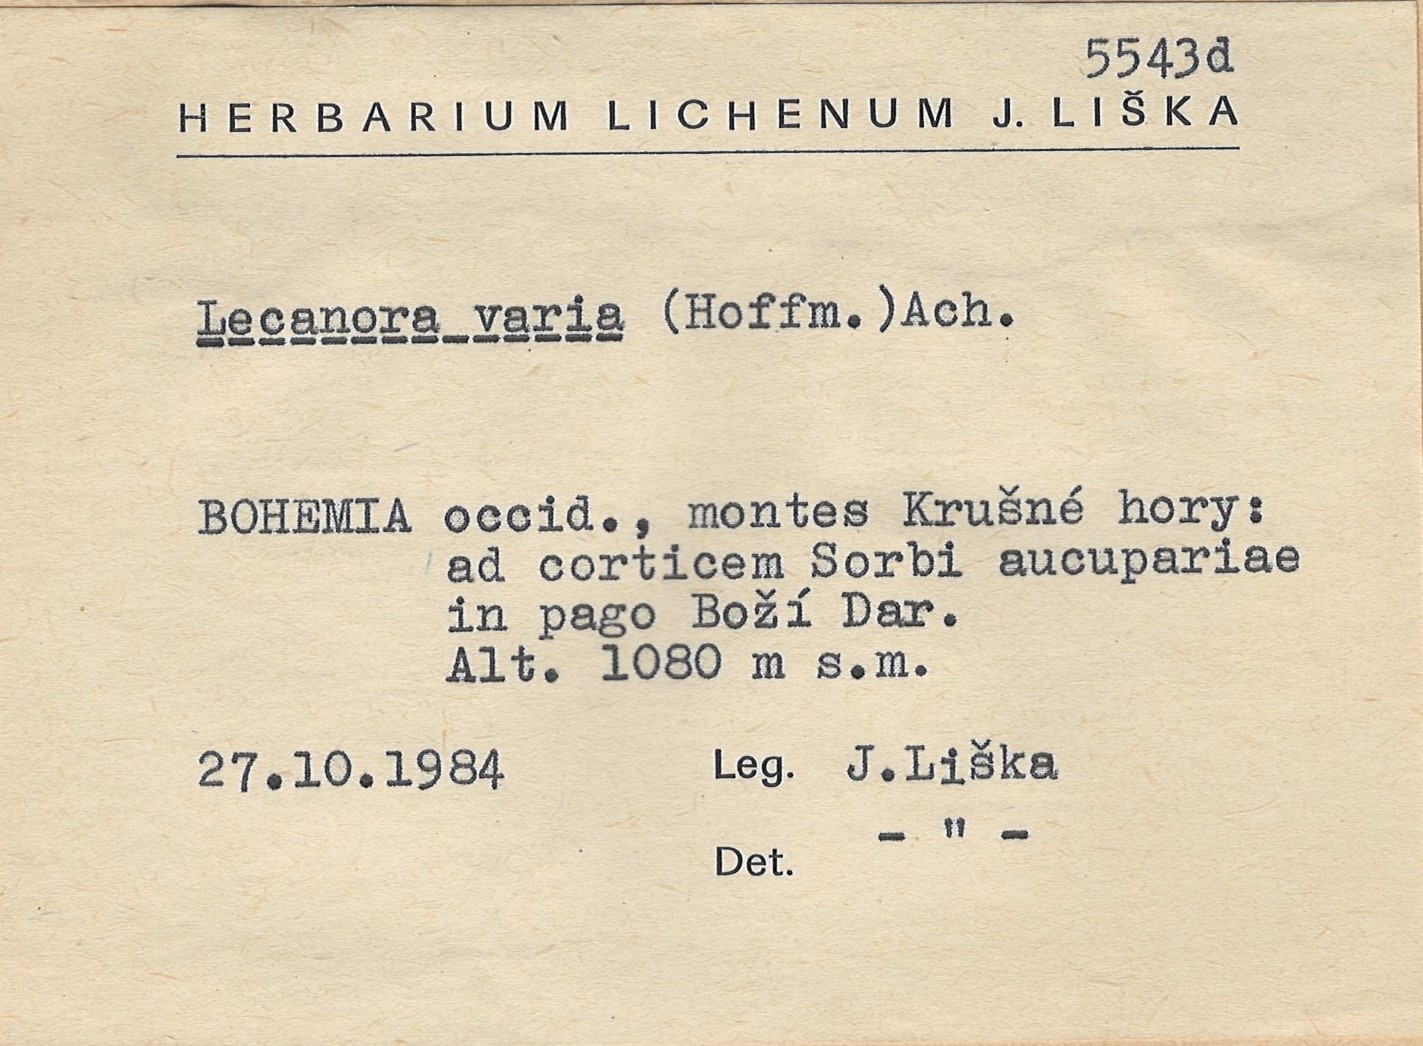 5543d
HERBARIUM LICHENUM J. LIŠKA
Lecanora varia (Hoffm.)Ach.
BOHEMIA occid., montes Krušné hory:
ad corticem Sorbi aucupariae
in pago Boží Dar.
Alt. 1080 m s.m.
27.10.1984 Leg. J.Liška
Det. - " -